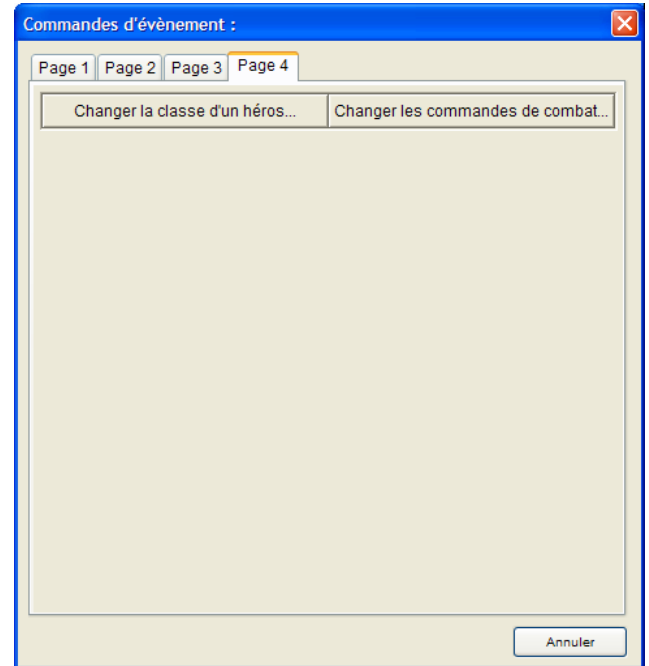 Commandes d'évènement :
Page 1 Page 2 Page 3 Page 4
Changer la classe d'un héros... Changer les commandes de combat...
Annuler